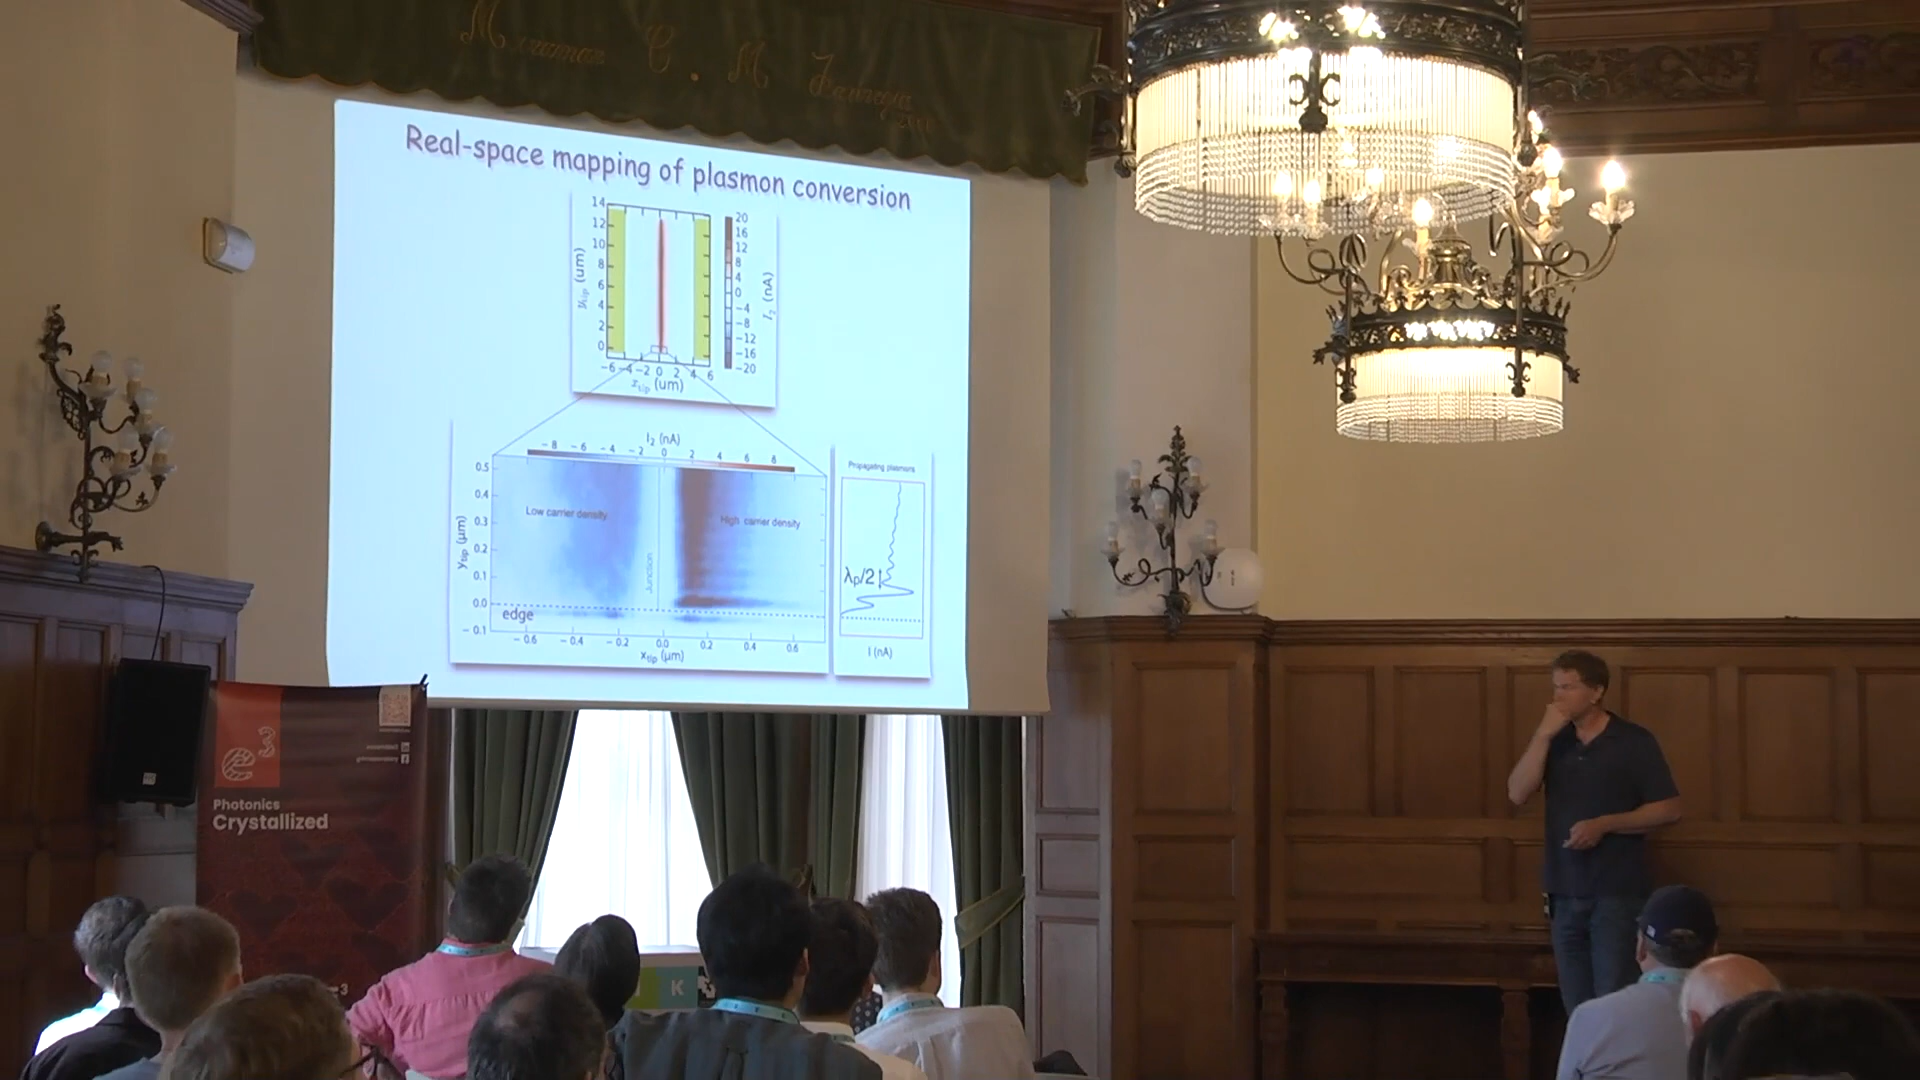 Real-space mapping of plasmon conversion
14
12
10
8
6
4
2
0
y_tip (um)
-6 -4 -2 0 2 4 6
x_tip (um)
20
16
12
8
4
0
-4
-8
-12
-16
-20
I_2 (nA)
I_2 (nA)
-8 -6 -4 -2 0 2 4 6 8
0.5
0.4
0.3
0.2
0.1
0.0
-0.1
y_tip (μm)
Low carrier density
High carrier density
Junction
edge
-0.6 -0.4 -0.2 0.0 0.2 0.4 0.6
x_tip (μm)
Propagating plasmons
λp/2
I (nA)
e3
Photonics
Crystallized
K